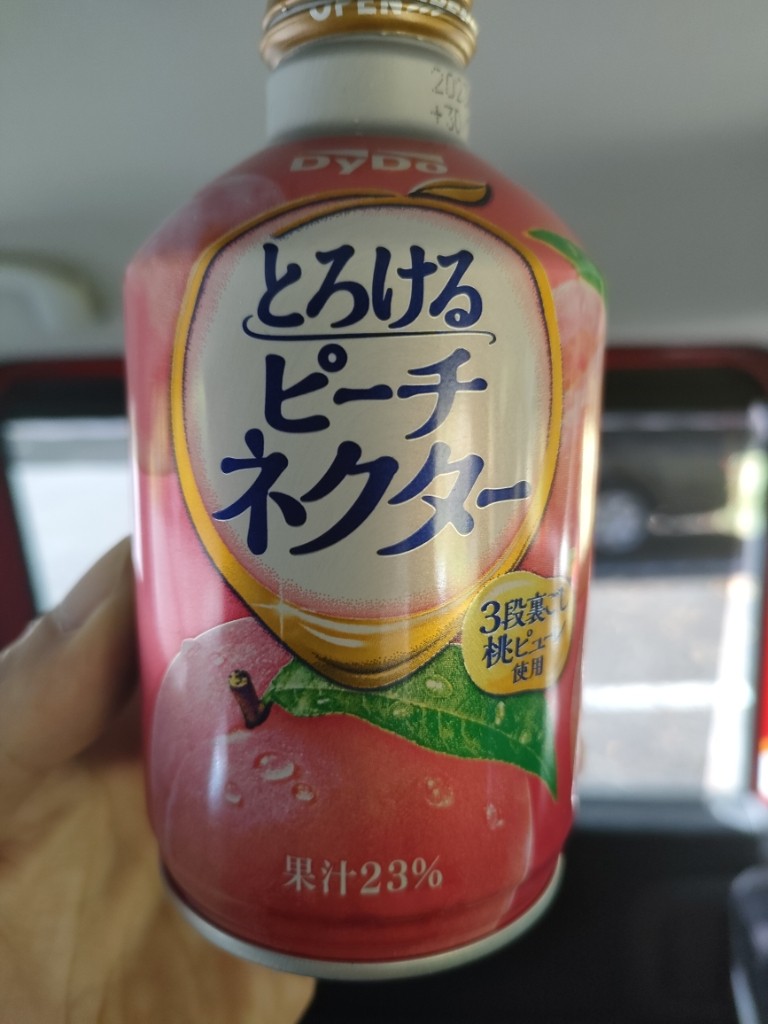 OPEN
DyDo
とろける
ピーチ
ネクター
3段裏ごし
桃ピューレ
使用
果汁23%